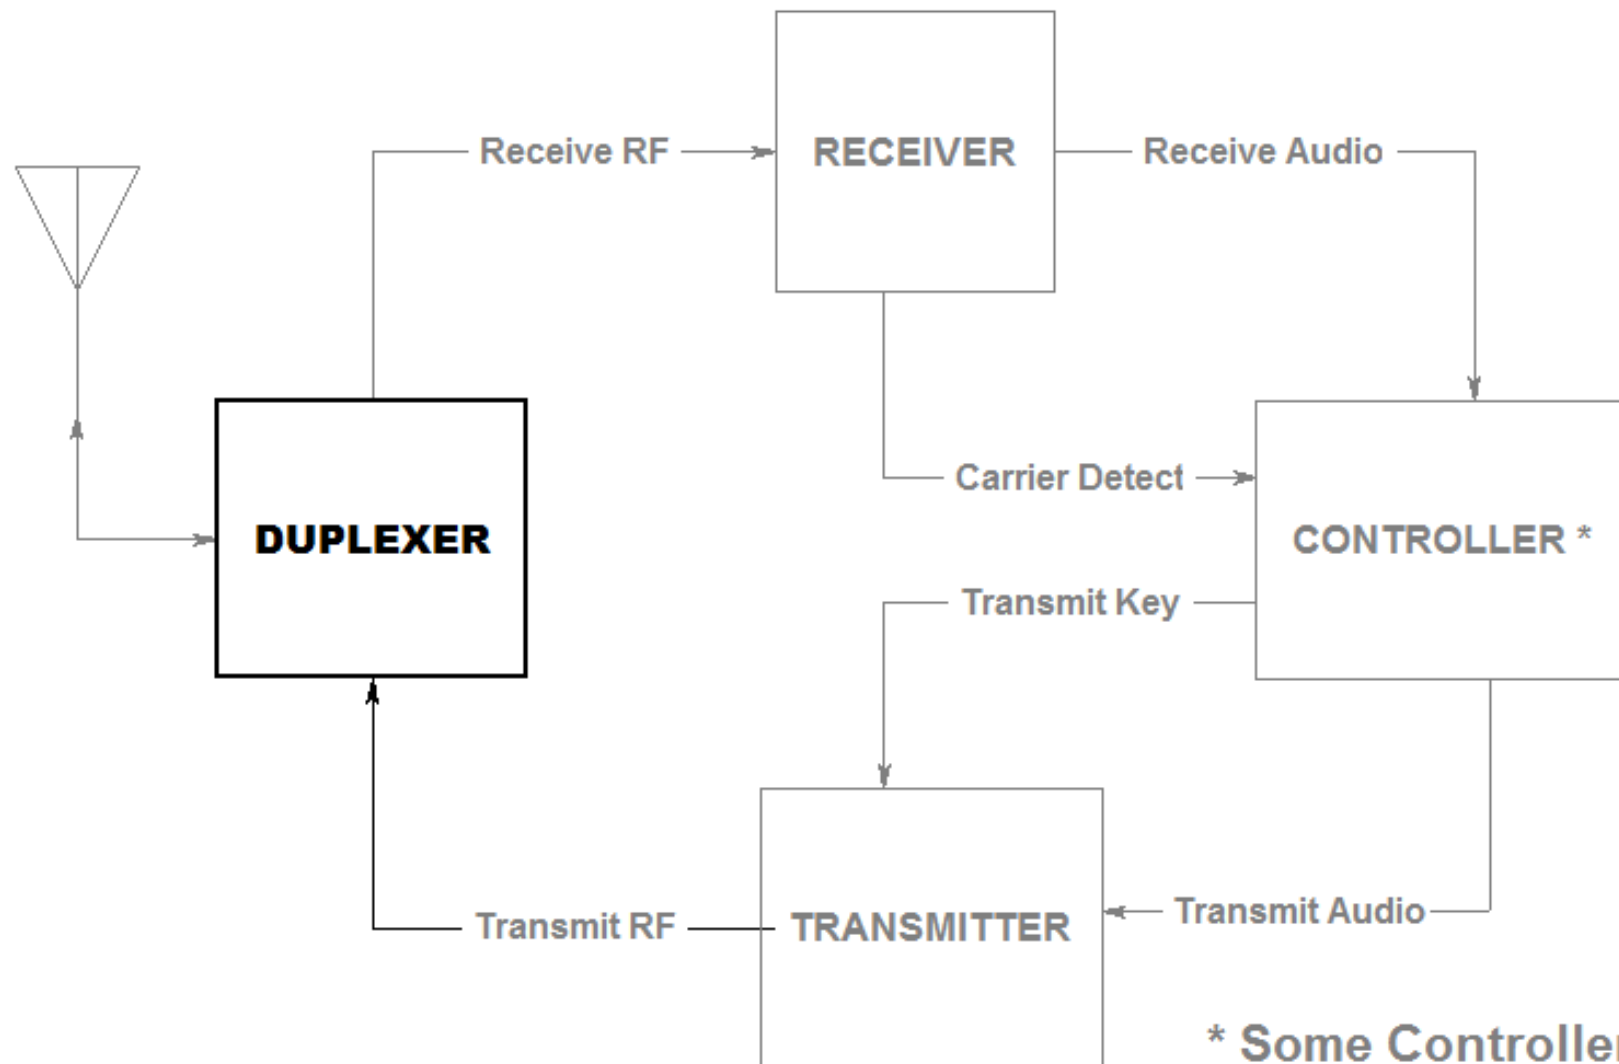 Receive RF
RECEIVER
Receive Audio
Carrier Detect
DUPLEXER
CONTROLLER *
Transmit Key
Transmit RF
TRANSMITTER
Transmit Audio
* Some